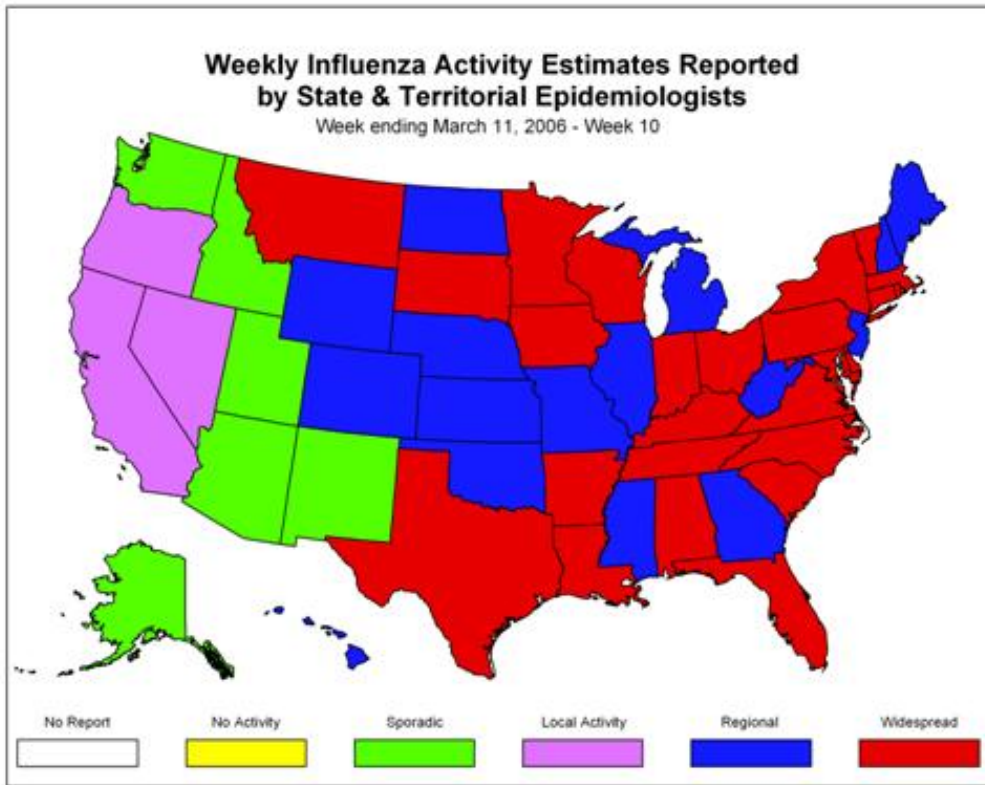 Weekly Influenza Activity Estimates Reported
by State & Territorial Epidemiologists
Week ending March 11, 2006 - Week 10
No Report
No Activity
Sporadic
Local Activity
Regional
Widespread